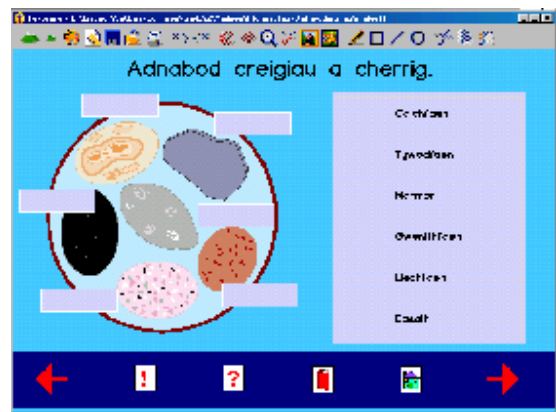 Adnabod creigiau a cherrig.
Calchfaen
Tywodfaen
Marmor
Gwenithfaen
Llechfaen
Basalt
!
?